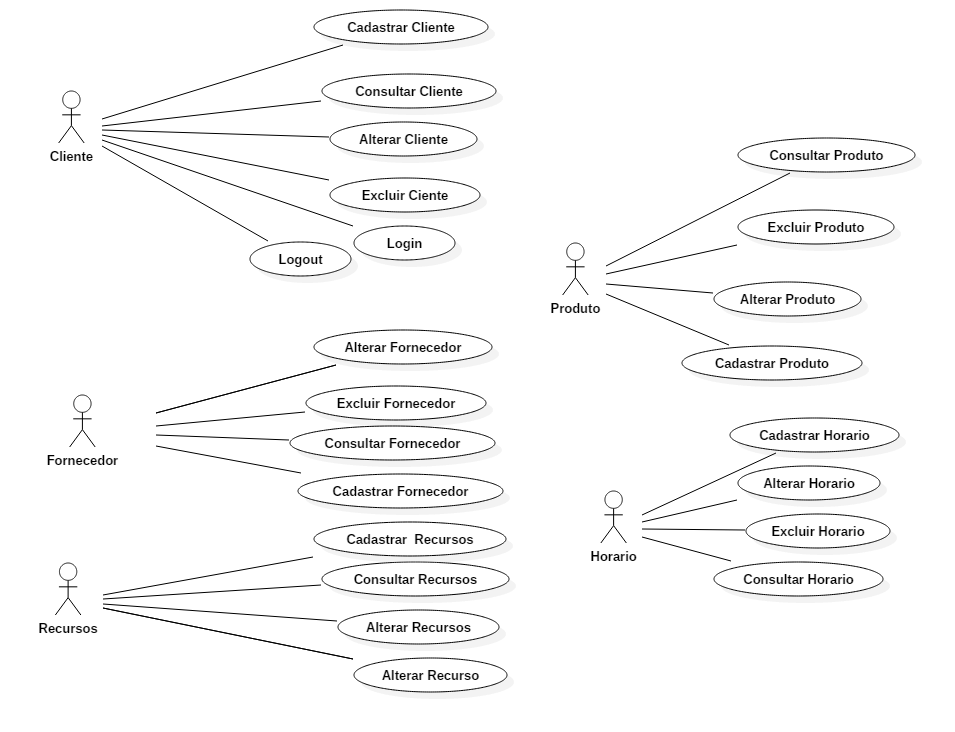 Cadastrar Cliente
Consultar Cliente
Alterar Cliente
Cliente
Excluir Ciente
Login
Logout
Consultar Produto
Excluir Produto
Alterar Produto
Produto
Cadastrar Produto
Alterar Fornecedor
Excluir Fornecedor
Consultar Fornecedor
Fornecedor
Cadastrar Fornecedor
Cadastrar Horario
Alterar Horario
Excluir Horario
Horario
Consultar Horario
Cadastrar  Recursos
Consultar Recursos
Alterar Recursos
Recursos
Alterar Recurso